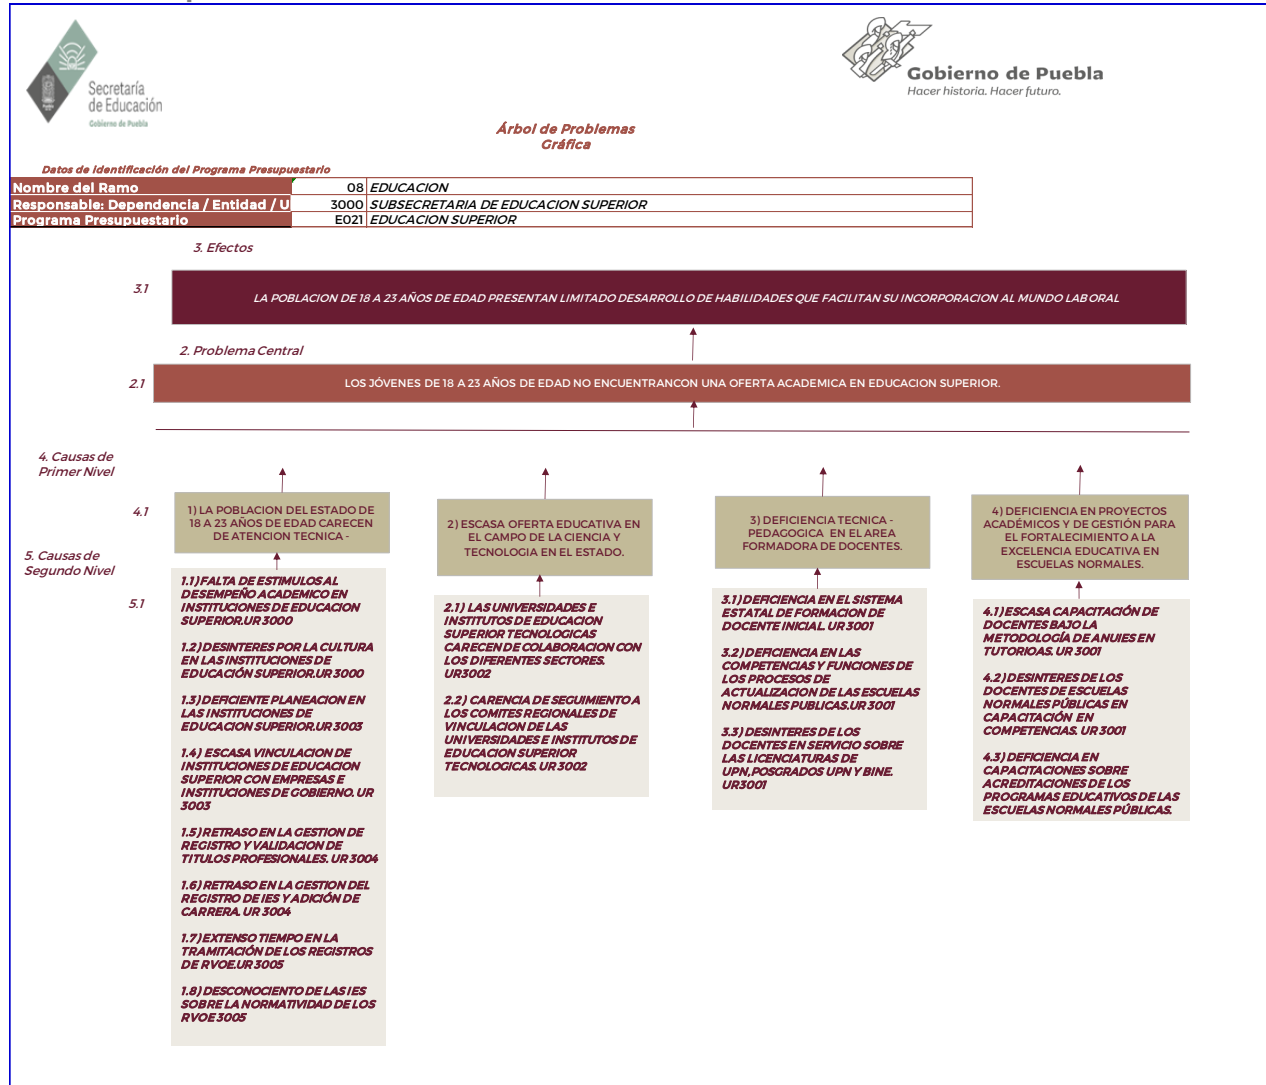 Secretaría
de Educación
Gobierno de Puebla
Gobierno de Puebla
Hacer historia. Hacer futuro.
Árbol de Problemas
Gráfica
Datos de identificación del Programa Presupuestario
Nombre del Ramo 08 EDUCACION
Responsable: Dependencia / Entidad / U 3000 SUBSECRETARIA DE EDUCACION SUPERIOR
Programa Presupuestario E021 EDUCACION SUPERIOR
3. Efectos
3.1
LA POBLACION DE 18 A 23 AÑOS DE EDAD PRESENTAN LIMITADO DESARROLLO DE HABILIDADES QUE FACILITAN SU INCORPORACION AL MUNDO LABORAL
2. Problema Central
2.1
LOS JÓVENES DE 18 A 23 AÑOS DE EDAD NO ENCUENTRANCON UNA OFERTA ACADEMICA EN EDUCACION SUPERIOR.
4. Causas de
Primer Nivel
4.1
1) LA POBLACION DEL ESTADO DE
18 A 23 AÑOS DE EDAD CARECEN
DE ATENCION TECNICA -
2) ESCASA OFERTA EDUCATIVA EN
EL CAMPO DE LA CIENCIA Y
TECNOLOGIA EN EL ESTADO.
3) DEFICIENCIA TECNICA -
PEDAGOGICA EN EL AREA
FORMADORA DE DOCENTES.
4) DEFICIENCIA EN PROYECTOS
ACADÉMICOS Y DE GESTIÓN PARA
EL FORTALECIMIENTO A LA
EXCELENCIA EDUCATIVA EN
ESCUELAS NORMALES.
5. Causas de
Segundo Nivel
5.1
1.1) FALTA DE ESTIMULOS AL
DESEMPEÑO ACADEMICO EN
INSTITUCIONES DE EDUCACION
SUPERIOR.UR 3000
1.2) DESINTERES POR LA CULTURA
EN LAS INSTITUCIONES DE
EDUCACIÓN SUPERIOR.UR 3000
1.3) DEFICIENTE PLANEACION EN
LAS INSTITUCIONES DE
EDUCACION SUPERIOR.UR 3003
1.4) ESCASA VINCULACION DE
INSTITUCIONES DE EDUCACION
SUPERIOR CON EMPRESAS E
INSTITUCIONES DE GOBIERNO. UR
3003
1.5) RETRASO EN LA GESTION DE
REGISTRO Y VALIDACION DE
TITULOS PROFESIONALES. UR 3004
1.6) RETRASO EN LA GESTION DEL
REGISTRO DE IES Y ADICIÓN DE
CARRERA. UR 3004
1.7) EXTENSO TIEMPO EN LA
TRAMITACIÓN DE LOS REGISTROS
DE RVOE.UR 3005
1.8) DESCONOCIENTO DE LAS IES
SOBRE LA NORMATIVIDAD DE LOS
RVOE 3005
2.1) LAS UNIVERSIDADES E
INSTITUTOS DE EDUCACION
SUPERIOR TECNOLOGICAS
CARECEN DE COLABORACION CON
LOS DIFERENTES SECTORES.
UR3002
2.2) CARENCIA DE SEGUIMIENTO A
LOS COMITES REGIONALES DE
VINCULACION DE LAS
UNIVERSIDADES E INSTITUTOS DE
EDUCACION SUPERIOR
TECNOLOGICAS. UR 3002
3.1) DEFICIENCIA EN EL SISTEMA
ESTATAL DE FORMACION DE
DOCENTE INICIAL. UR 3001
3.2) DEFICIENCIA EN LAS
COMPETENCIAS Y FUNCIONES DE
LOS PROCESOS DE
ACTUALIZACION DE LAS ESCUELAS
NORMALES PUBLICAS.UR 3001
3.3) DESINTERES DE LOS
DOCENTES EN SERVICIO SOBRE
LAS LICENCIATURAS DE
UPN,POSGRADOS UPN Y BINE.
UR3001
4.1) ESCASA CAPACITACIÓN DE
DOCENTES BAJO LA
METODOLOGÍA DE ANUIES EN
TUTORIOAS. UR 3001
4.2) DESINTERES DE LOS
DOCENTES DE ESCUELAS
NORMALES PÚBLICAS EN
CAPACITACIÓN EN
COMPETENCIAS. UR 3001
4.3) DEFICIENCIA EN
CAPACITACIONES SOBRE
ACREDITACIONES DE LOS
PROGRAMAS EDUCATIVOS DE LAS
ESCUELAS NORMALES PÚBLICAS.